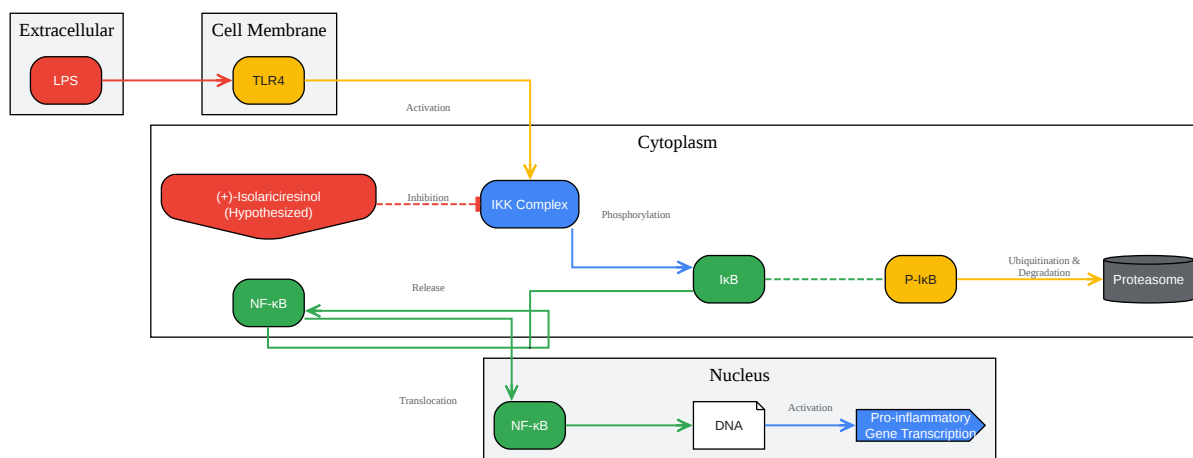 Extracellular
Cell Membrane
LPS
TLR4
Activation
Cytoplasm
(+)-Isolariciresinol
(Hypothesized)
Inhibition
IKK Complex
Phosphorylation
IκB
P-IκB
Ubiquitination &
Degradation
Proteasome
NF-κB
Release
Nucleus
Translocation
NF-κB
DNA
Activation
Pro-inflammatory
Gene Transcription